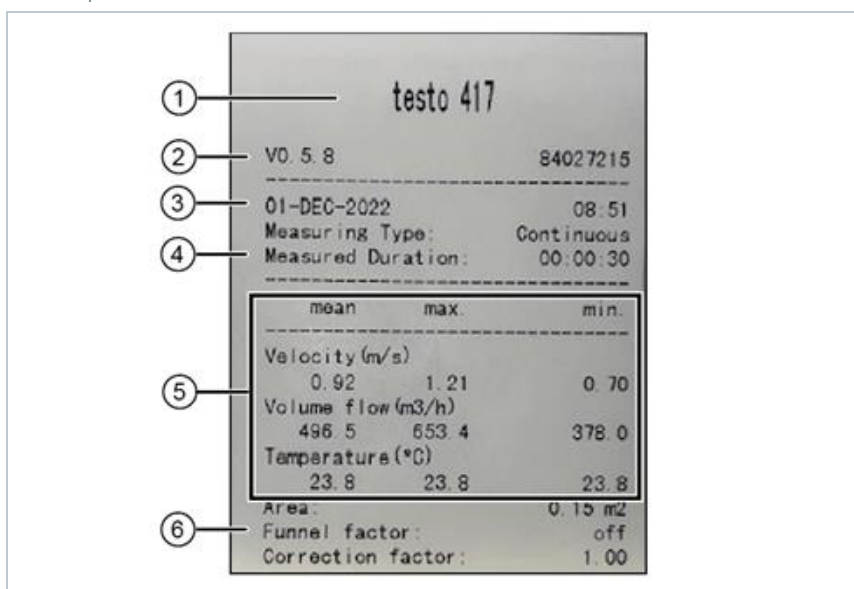 ① testo 417
② V0.5.8 84027215
③ 01-DEC-2022 08:51
Measuring Type: Continuous
④ Measured Duration: 00:00:30
mean max. min.
Velocity(m/s)
0.92 1.21 0.70
⑤
Volume flow(m3/h)
496.5 653.4 378.0
Temperature(°C)
23.8 23.8 23.8
Area: 0.15 m2
⑥ Funnel factor: off
Correction factor: 1.00